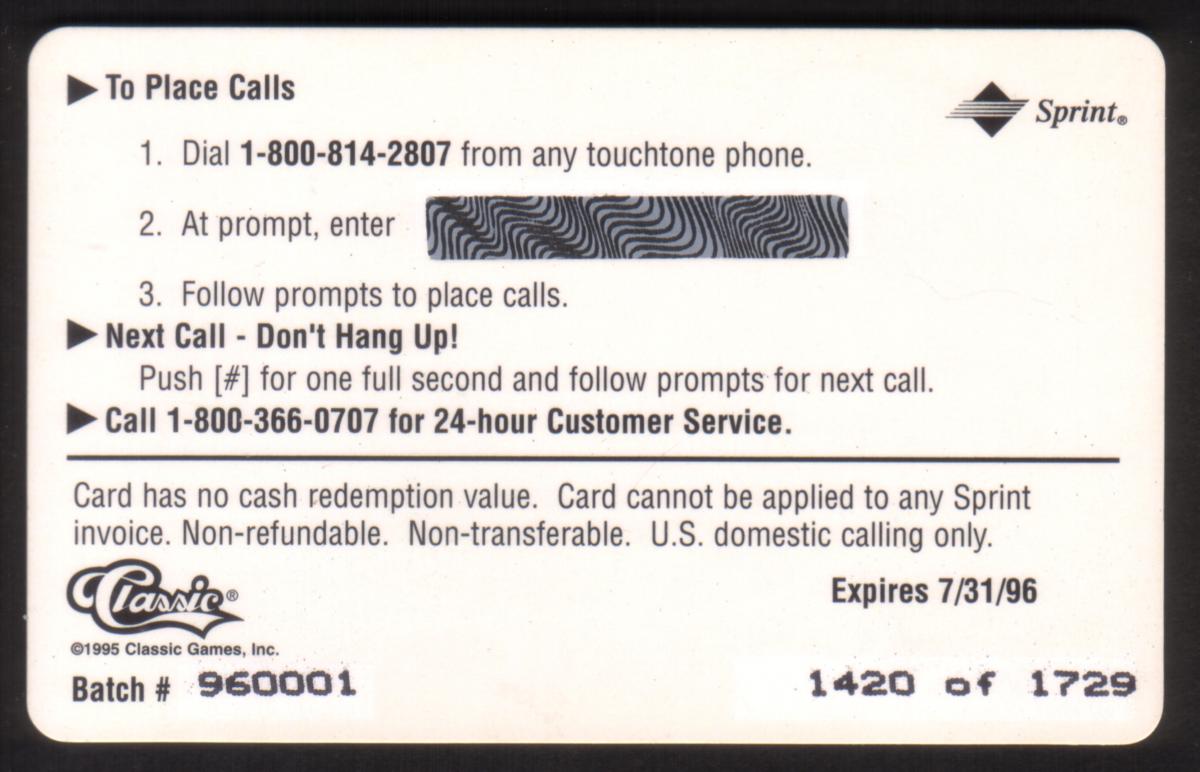 ▶ To Place Calls
Sprint®
1. Dial 1-800-814-2807 from any touchtone phone.
2. At prompt, enter
3. Follow prompts to place calls.
▶ Next Call - Don't Hang Up!
Push [#] for one full second and follow prompts for next call.
▶ Call 1-800-366-0707 for 24-hour Customer Service.
Card has no cash redemption value. Card cannot be applied to any Sprint
invoice. Non-refundable. Non-transferable. U.S. domestic calling only.
Classic®
Expires 7/31/96
©1995 Classic Games, Inc.
Batch # 960001
1420 of 1729